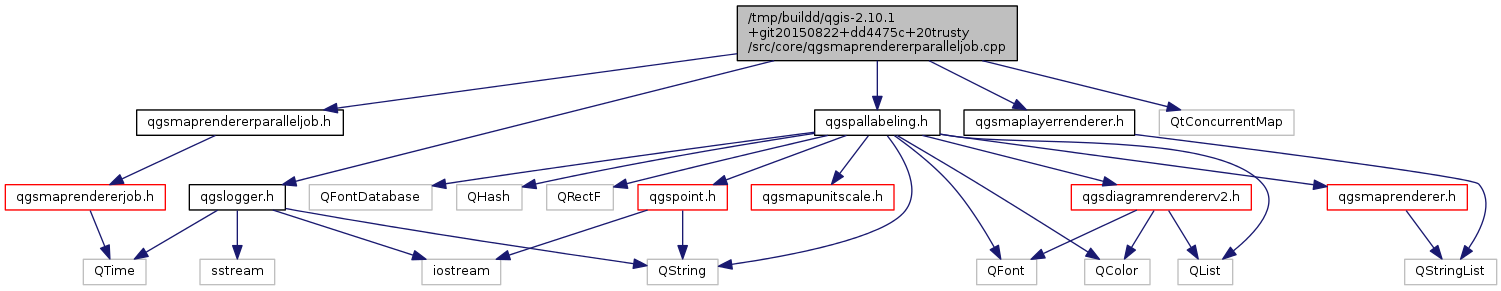 /tmp/buildd/qgis-2.10.1
+git20150822+dd4475c+20trusty
/src/core/qgsmaprendererparalleljob.cpp
qgsmaprendererparalleljob.h
qgspallabeling.h
qgsmaplayerrenderer.h
QtConcurrentMap
qgsmaprendererjob.h
qgslogger.h
QFontDatabase
QHash
QRectF
qgspoint.h
qgsmapunitscale.h
qgsdiagramrendererv2.h
qgsmaprenderer.h
QTime
sstream
iostream
QString
QFont
QColor
QList
QStringList